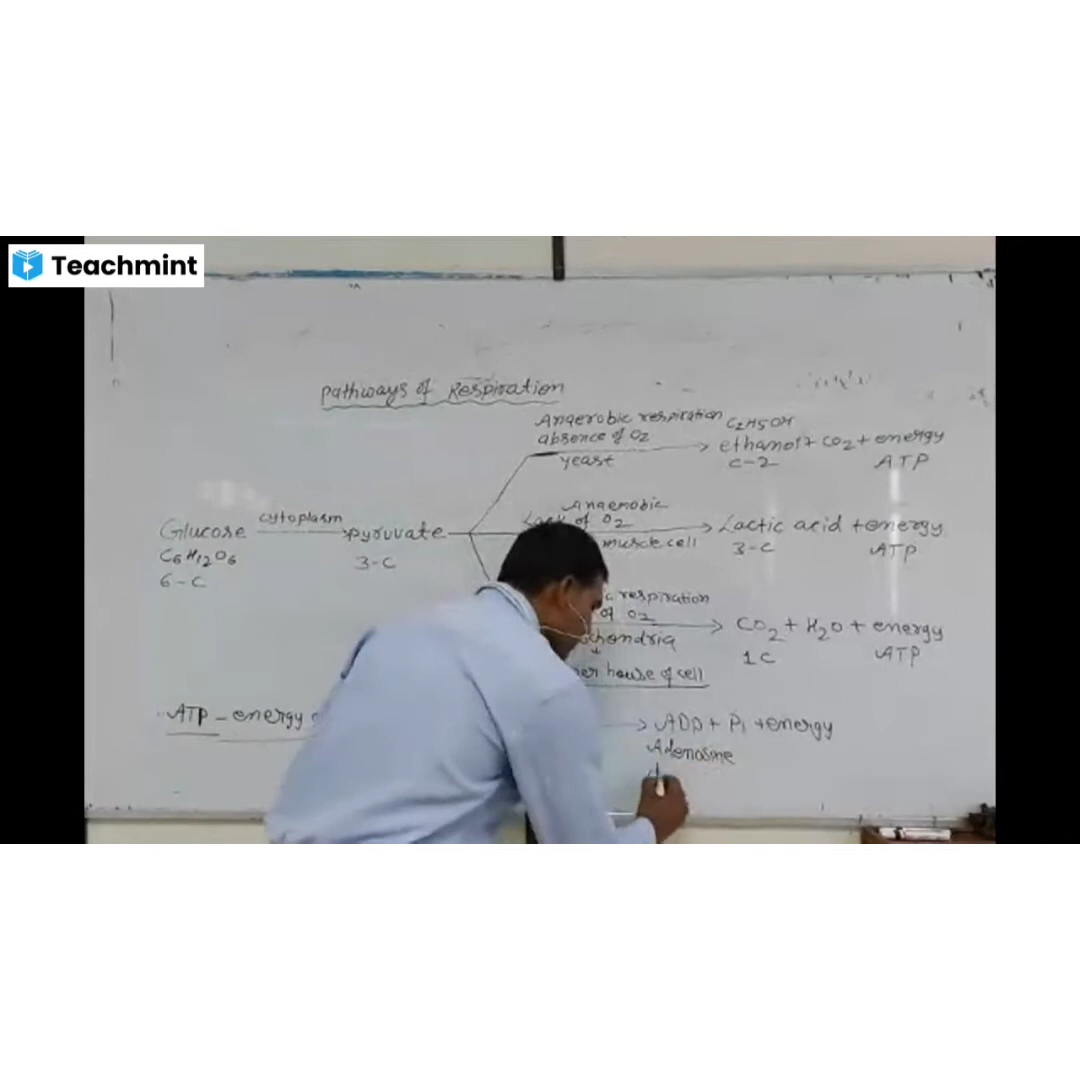 Teachmint
Pathways of Respiration
Anaerobic respiration
absence of O2
yeast
C2H5OH
ethanol + CO2 + energy
C-2 ATP
Glucose cytoplasm pyruvate
C6H12O6
6-C
3-C
Anaerobic
of O2
muscle cell
Lactic acid + energy
3-C ATP
respiration
of O2
CO2 + H2O + energy
1C ATP
house of cell
ATP - energy
ADP + Pi + energy
Adenosine